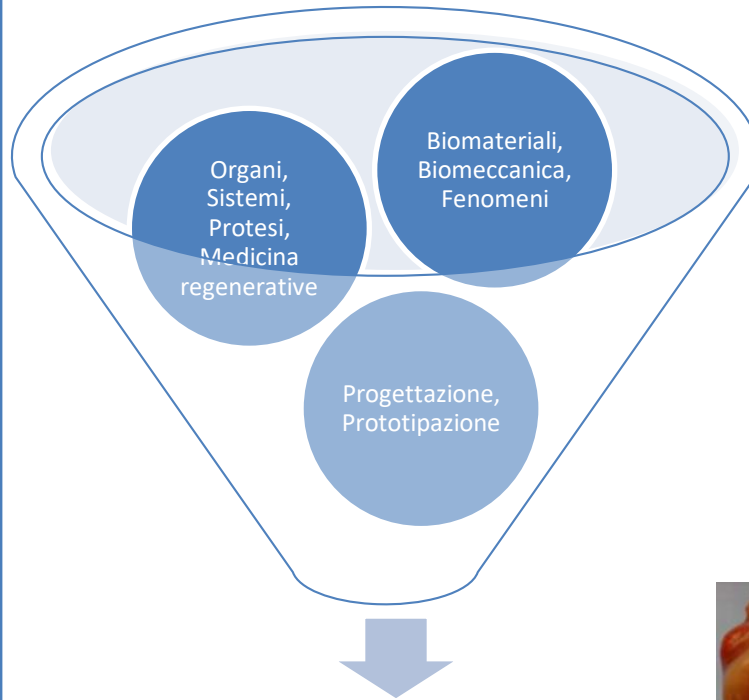 Organi,
Sistemi,
Protesi,
Medicina
regenerative
Biomateriali,
Biomeccanica,
Fenomeni
Progettazione,
Prototipazione